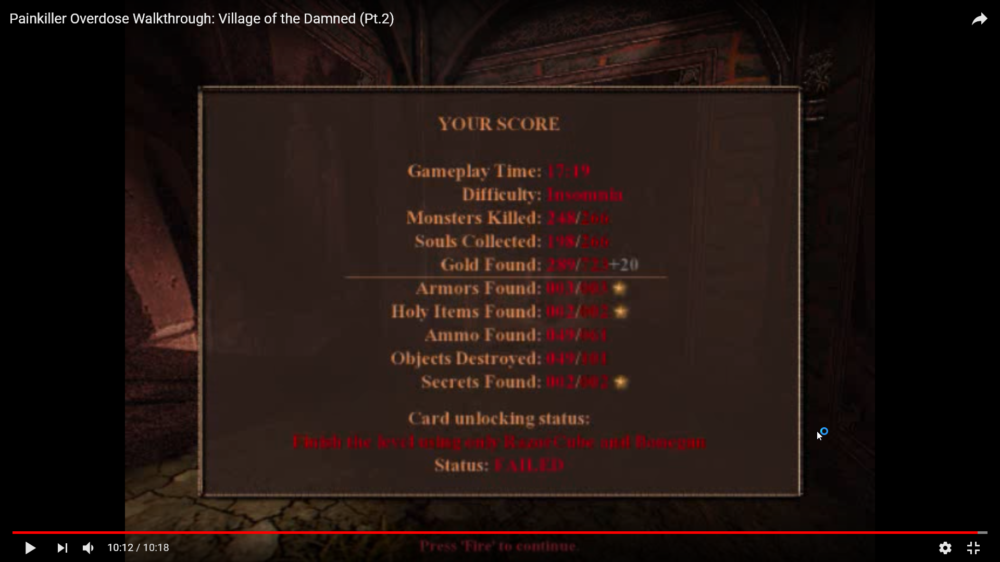 Painkiller Overdose Walkthrough: Village of the Damned (Pt.2)
YOUR SCORE
Gameplay Time: 17:19
Difficulty: Insomnia
Monsters Killed: 248/266
Souls Collected: 198/266
Gold Found: 289/723+20
Armors Found: 003/003
Holy Items Found: 002/002
Ammo Found: 049/061
Objects Destroyed: 049/101
Secrets Found: 002/002
Card unlocking status:
Finish the level using only RazorCube and Bonegun
Status: FAILED
Press 'Fire' to continue.
10:12 / 10:18